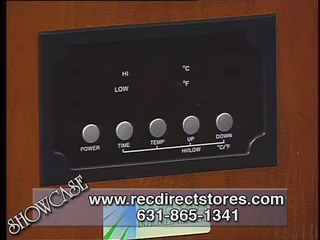 HI
°C
LOW
°F
POWER TIME TEMP UP DOWN
HI/LOW °C/°F
SHOWCASE
www.recdirectstores.com
631-865-1341